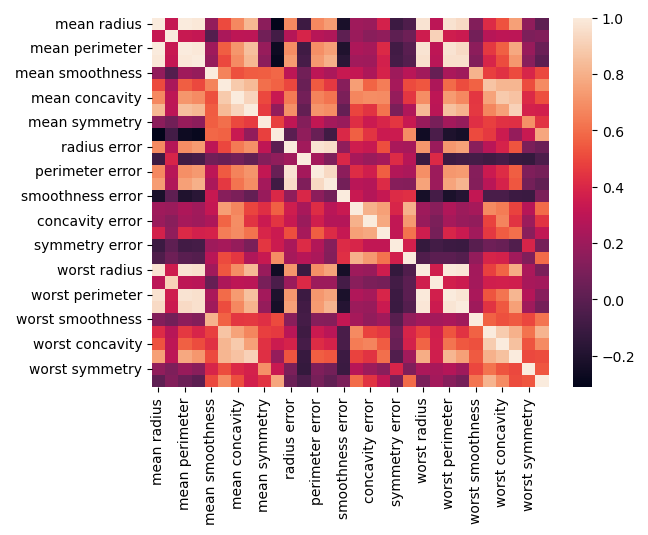 mean radius
mean perimeter
mean smoothness
mean concavity
mean symmetry
radius error
perimeter error
smoothness error
concavity error
symmetry error
worst radius
worst perimeter
worst smoothness
worst concavity
worst symmetry
mean radius
mean perimeter
mean smoothness
mean concavity
mean symmetry
radius error
perimeter error
smoothness error
concavity error
symmetry error
worst radius
worst perimeter
worst smoothness
worst concavity
worst symmetry
1.0
0.8
0.6
0.4
0.2
0.0
−0.2